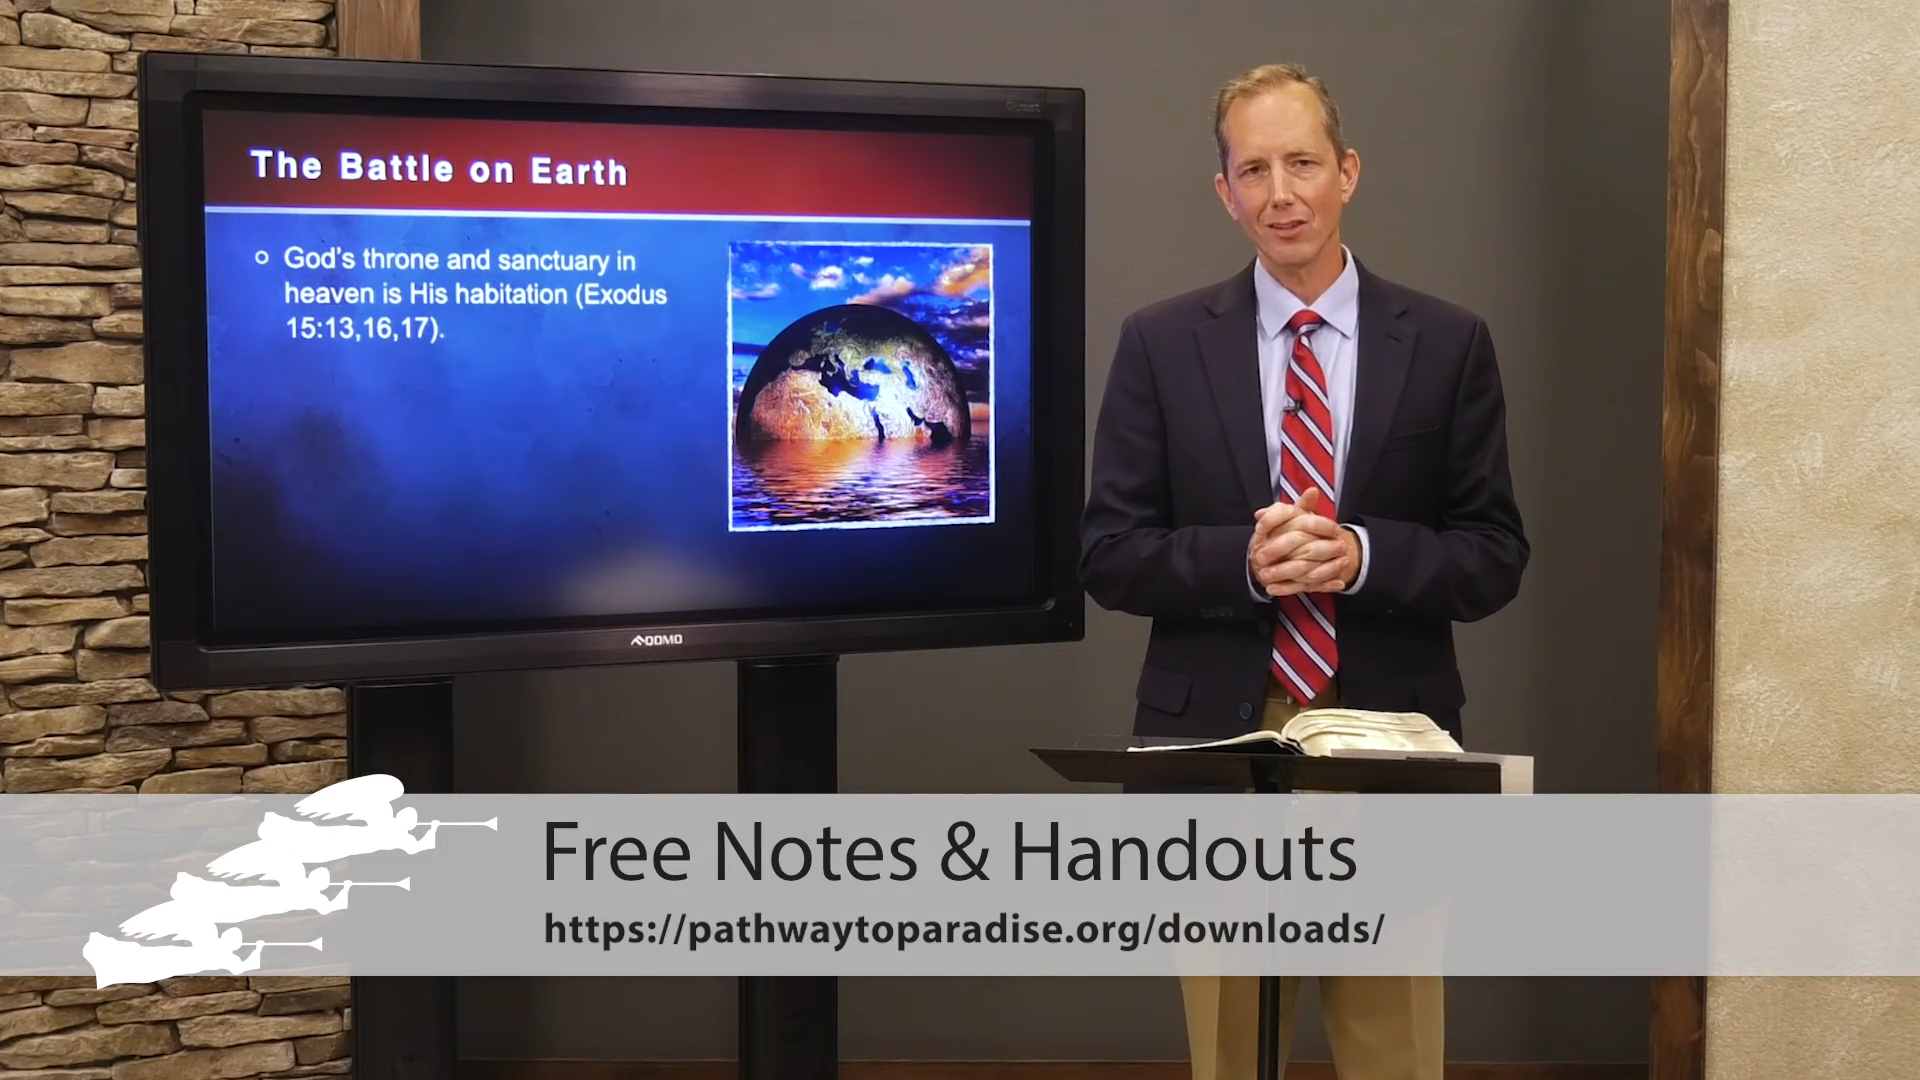 The Battle on Earth
God's throne and sanctuary in
heaven is His habitation (Exodus
15:13,16,17).
QOMO
Free Notes & Handouts
https://pathwaytoparadise.org/downloads/